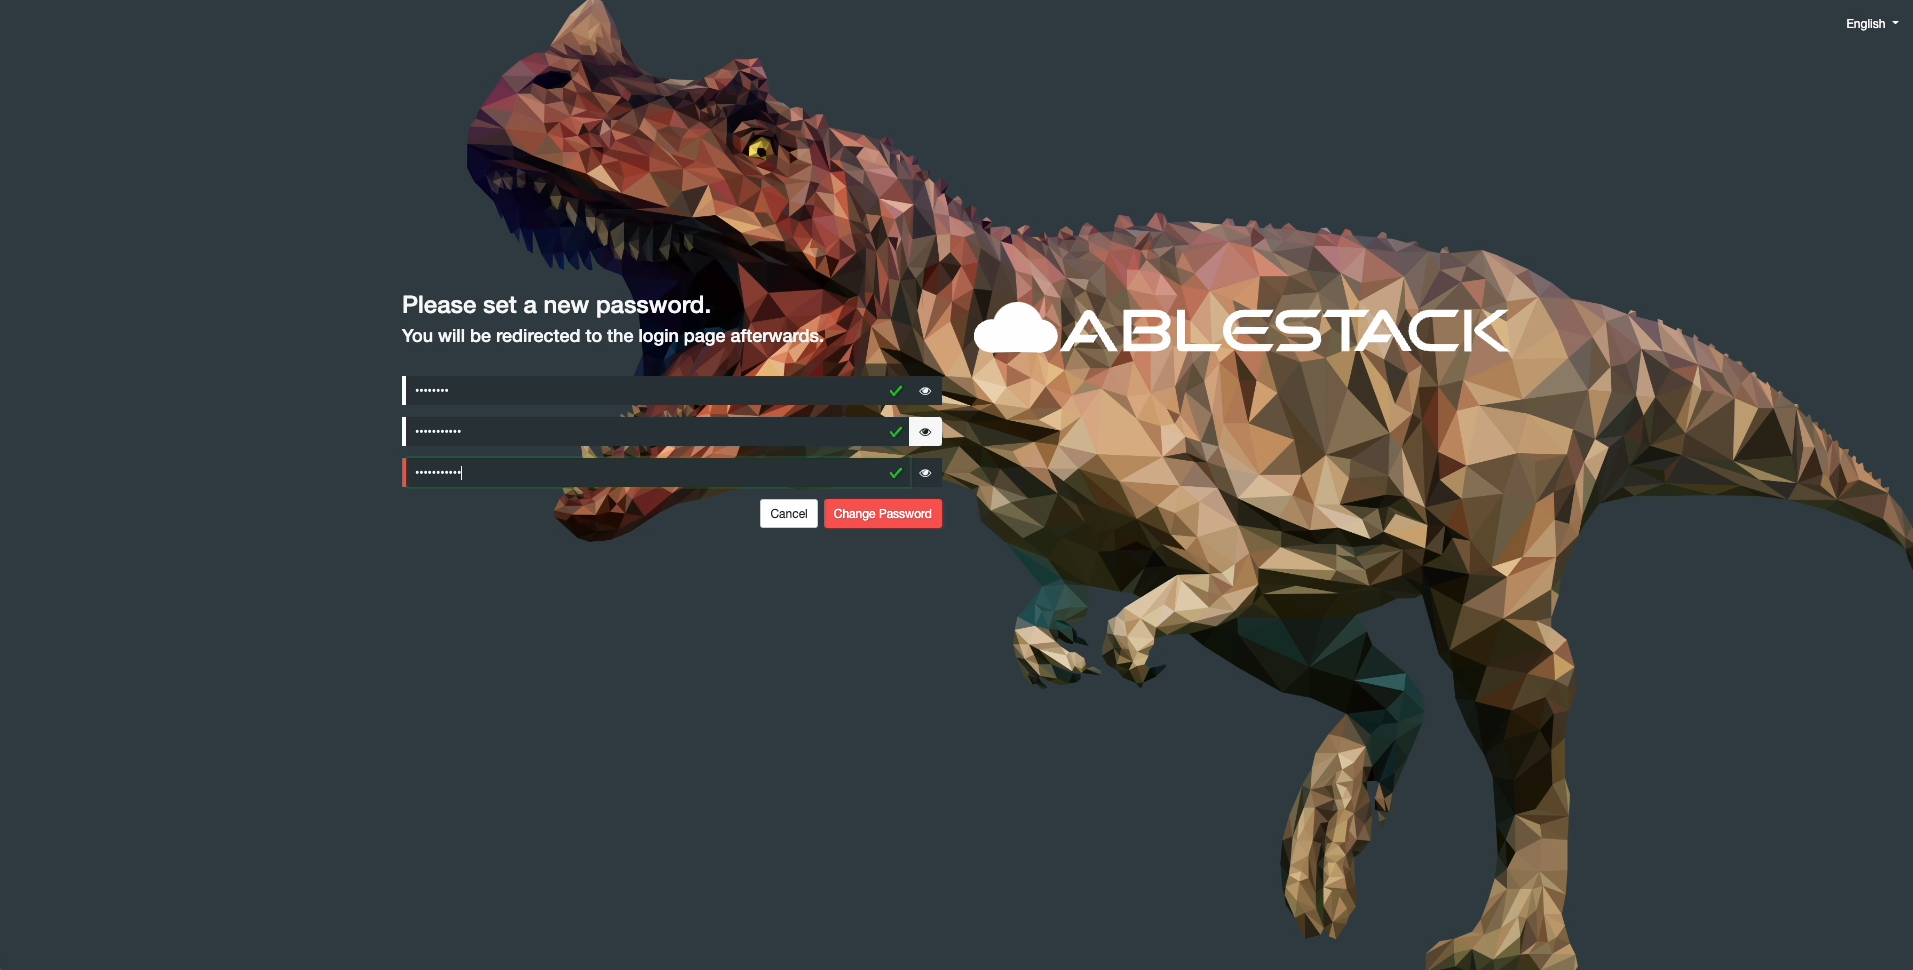 English
Please set a new password.
You will be redirected to the login page afterwards.
ABLESTACK
••••••••
•••••••••••
•••••••••••
Cancel
Change Password